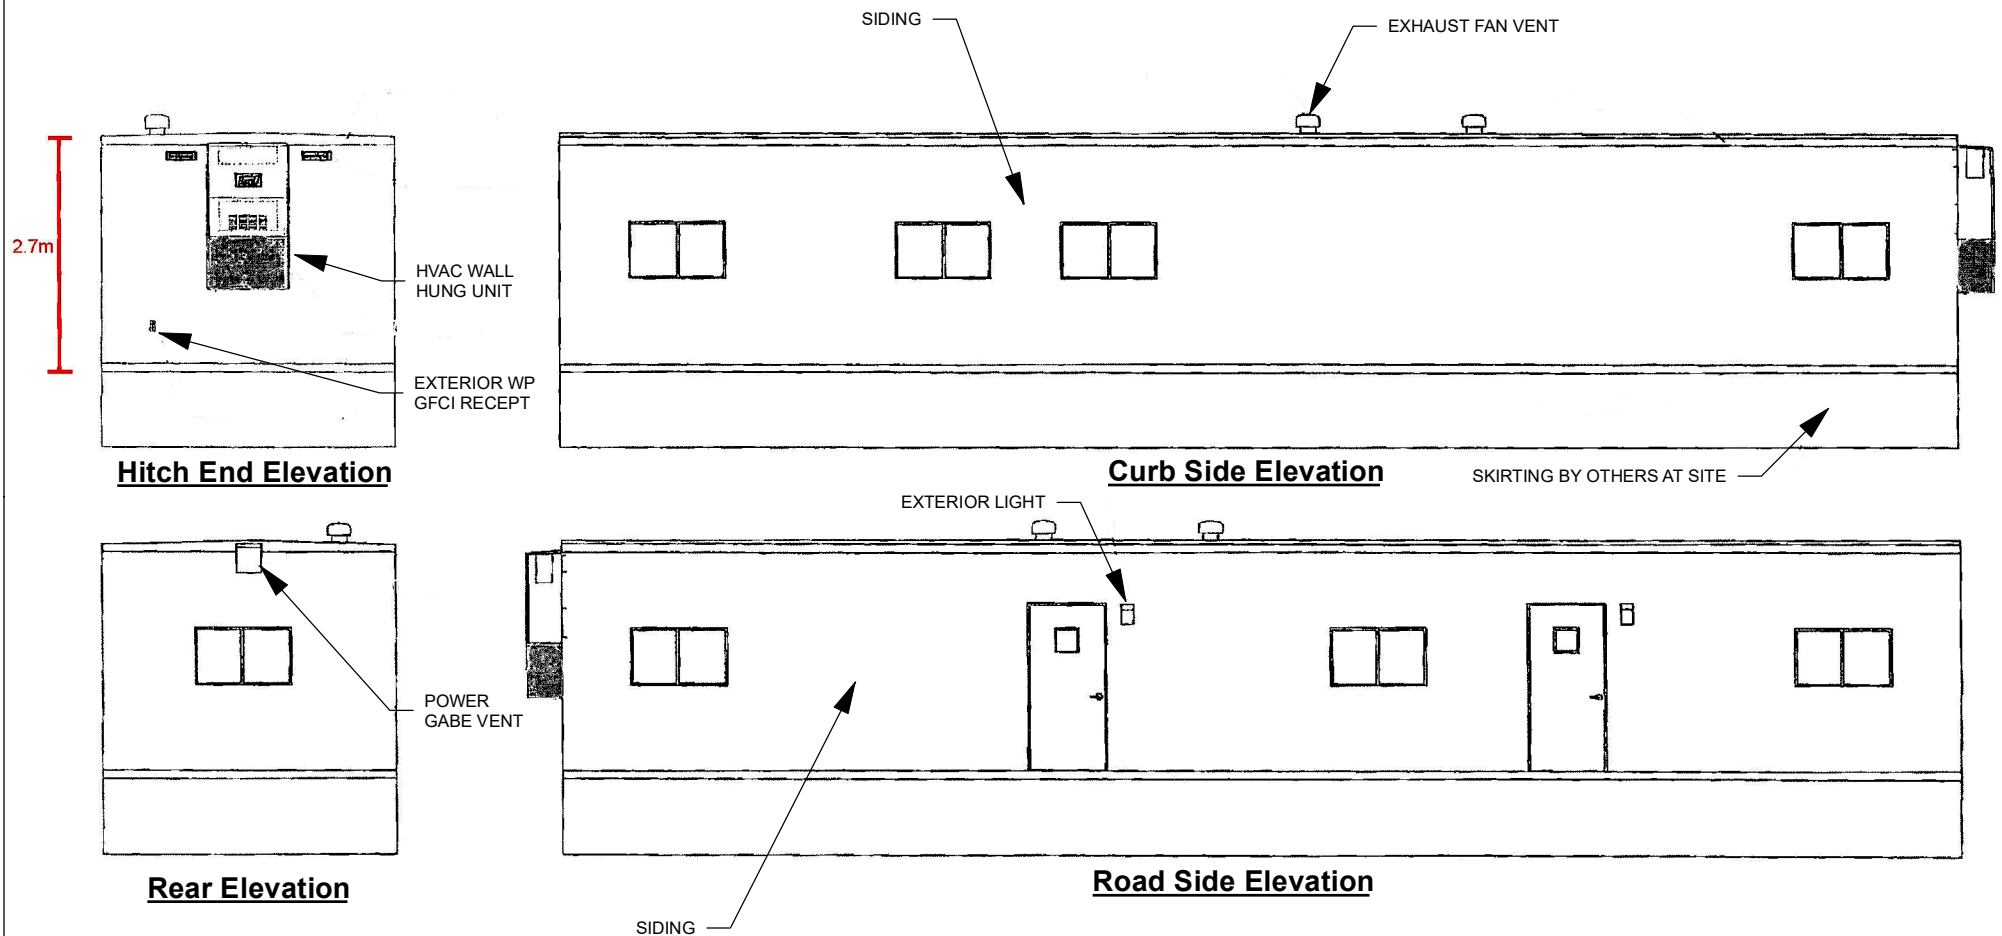 SIDING
EXHAUST FAN VENT
2.7m
HVAC WALL
HUNG UNIT
EXTERIOR WP
GFCI RECEPT
Hitch End Elevation
Curb Side Elevation
SKIRTING BY OTHERS AT SITE
EXTERIOR LIGHT
POWER
GABE VENT
Rear Elevation
Road Side Elevation
SIDING